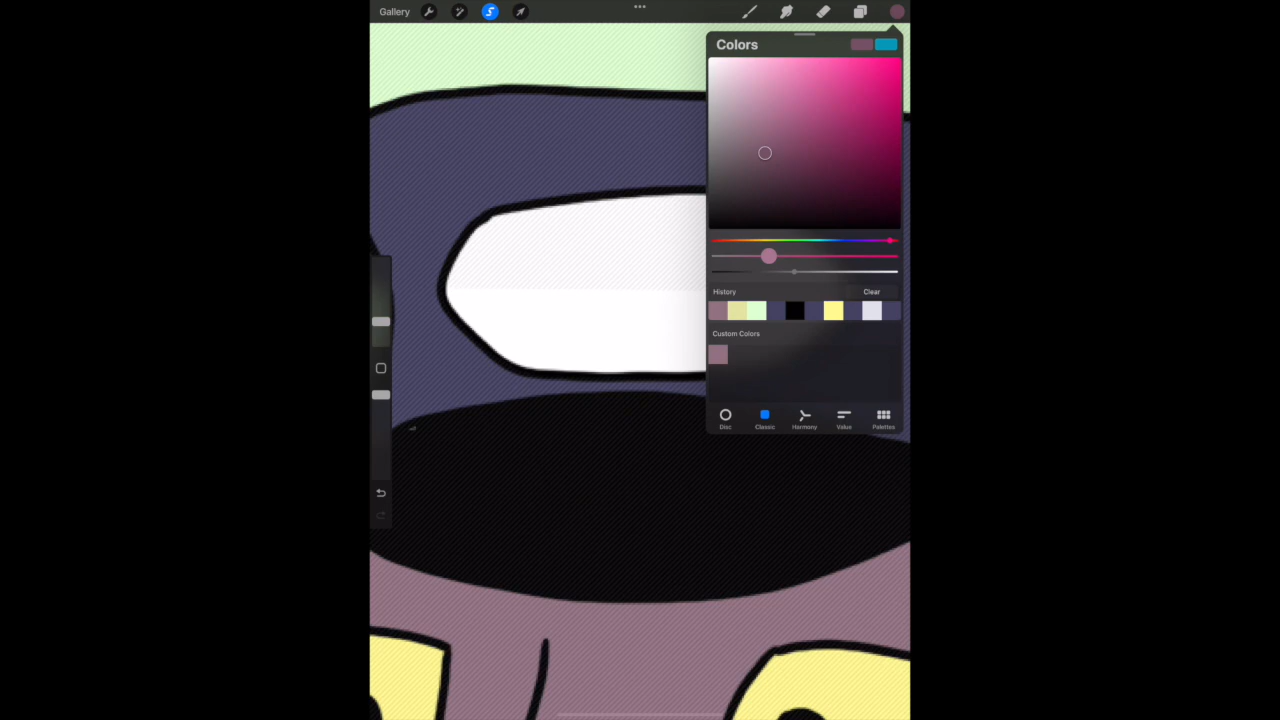 Gallery
Colors
History Clear
Custom Colors
Disc Classic Harmony Value Palettes